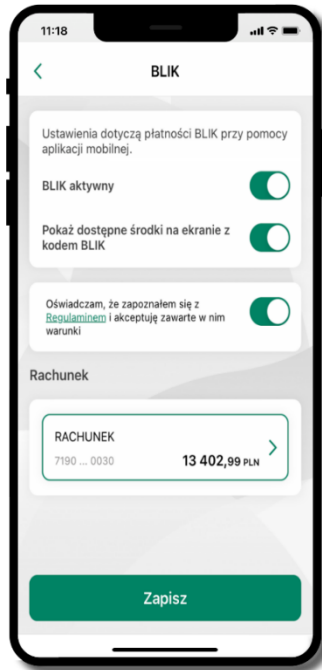 11:18
BLIK
Ustawienia dotyczą płatności BLIK przy pomocy
aplikacji mobilnej.
BLIK aktywny
Pokaż dostępne środki na ekranie z
kodem BLIK
Oświadczam, że zapoznałem się z
Regulaminem i akceptuję zawarte w nim
warunki
Rachunek
RACHUNEK
7190 ... 0030 13 402,99 PLN
Zapisz